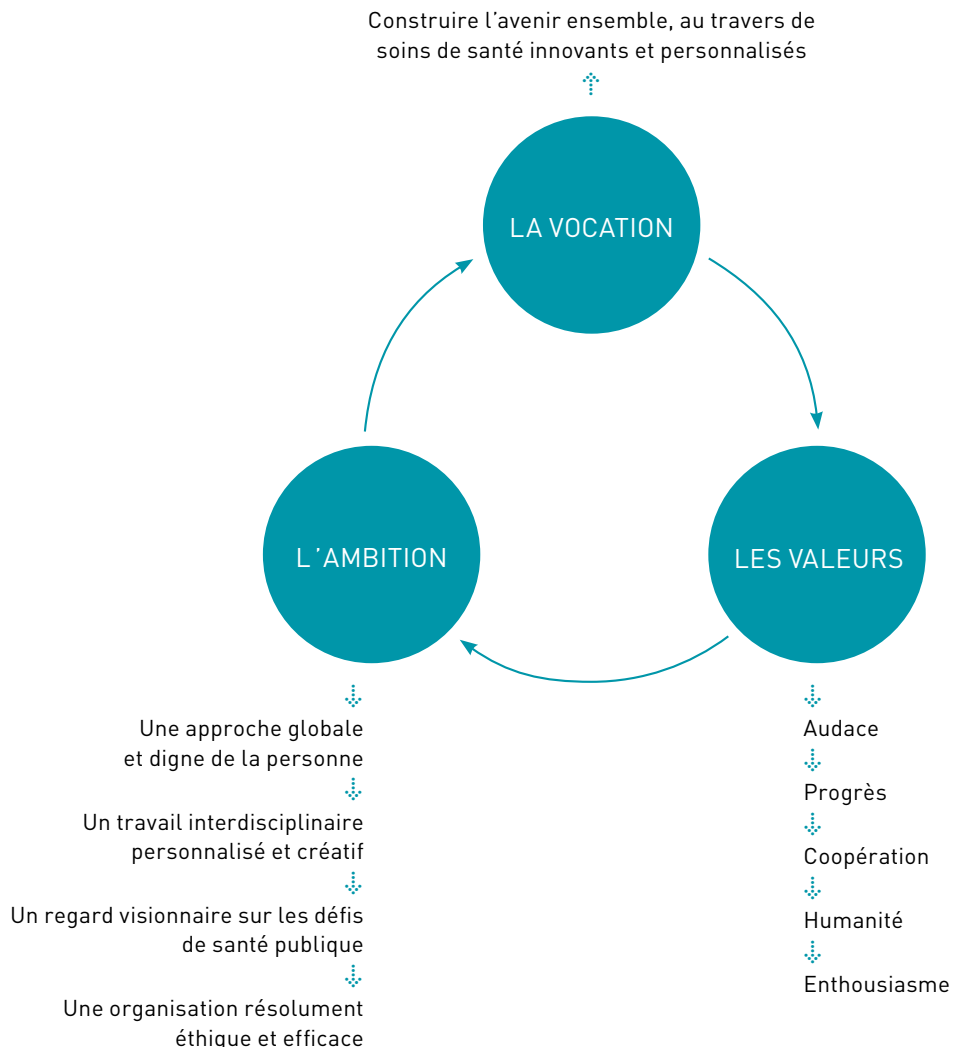 Construire l'avenir ensemble, au travers de
soins de santé innovants et personnalisés
LA VOCATION
L'AMBITION
LES VALEURS
Une approche globale
et digne de la personne
Un travail interdisciplinaire
personnalisé et créatif
Un regard visionnaire sur les défis
de santé publique
Une organisation résolument
éthique et efficace
Audace
Progrès
Coopération
Humanité
Enthousiasme